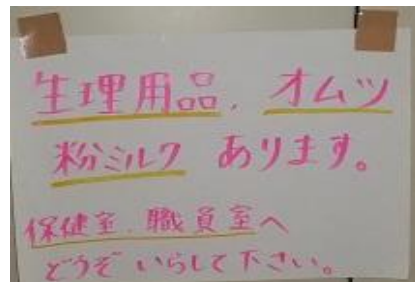 生理用品、オムツ
粉ミルク あります。
保健室、職員室へ
どうぞ いらして下さい。